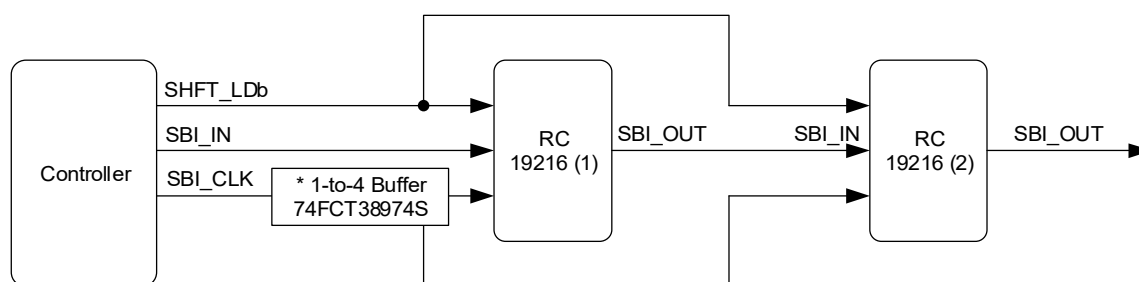 SHFT_LDb
SBI_IN
SBI_CLK
Controller
* 1-to-4 Buffer
74FCT38974S
RC
19216 (1)
SBI_OUT
SBI_IN
RC
19216 (2)
SBI_OUT